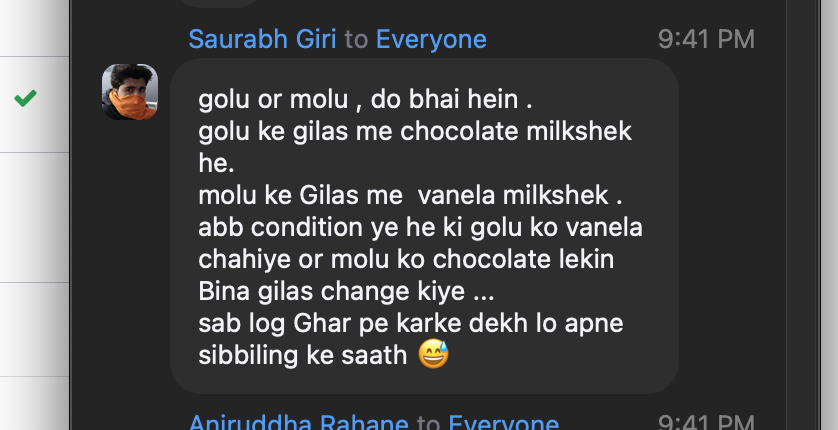 Saurabh Giri to Everyone 9:41 PM
golu or molu , do bhai hein .
golu ke gilas me chocolate milkshek
he.
molu ke Gilas me vanela milkshek .
abb condition ye he ki golu ko vanela
chahiye or molu ko chocolate lekin
Bina gilas change kiye ...
sab log Ghar pe karke dekh lo apne
sibbiling ke saath 😅
Aniruddha Rahane to Everyone 9:41 PM